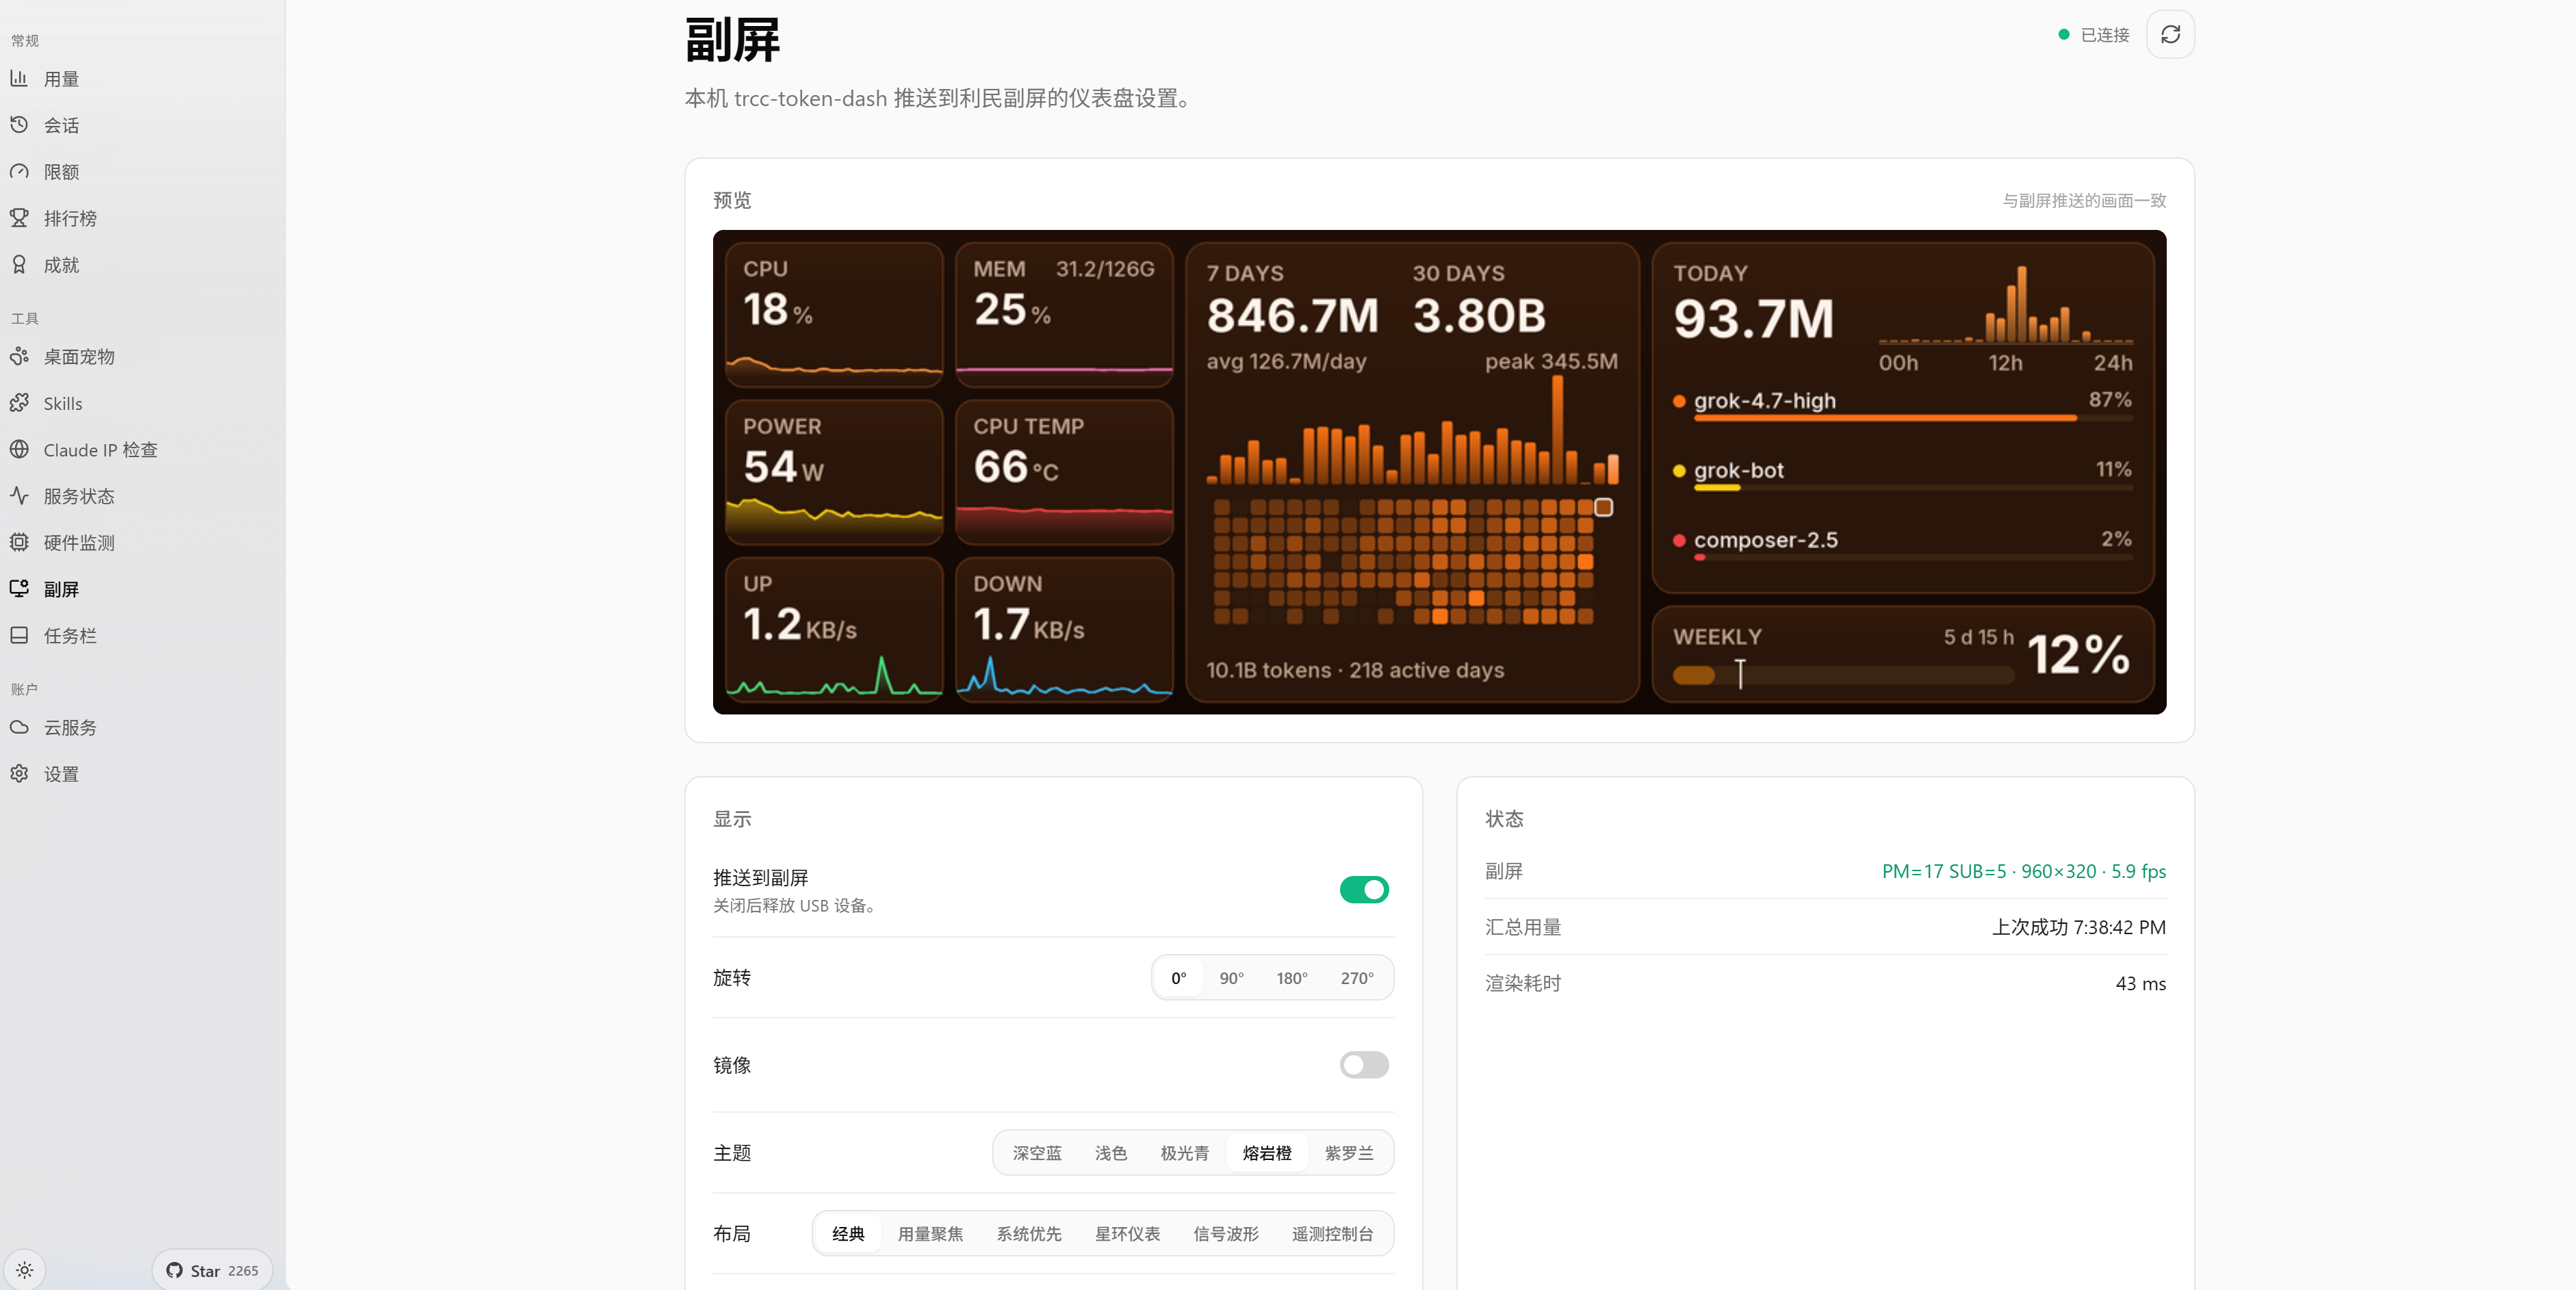 常规
用量
会话
限额
排行榜
成就
工具
桌面宠物
Skills
Claude IP 检查
服务状态
硬件监测
副屏
任务栏
账户
云服务
设置
Star 2265
副屏
已连接
本机 trcc-token-dash 推送到利民副屏的仪表盘设置。
预览
与副屏推送的画面一致
CPU
18%
MEM 31.2/126G
25%
POWER
54W
CPU TEMP
66°C
UP
1.2KB/s
DOWN
1.7KB/s
7 DAYS 30 DAYS
846.7M 3.80B
avg 126.7M/day peak 345.5M
10.1B tokens · 218 active days
TODAY
93.7M
00h 12h 24h
grok-4.7-high 87%
grok-bot 11%
composer-2.5 2%
WEEKLY 5 d 15 h 12%
显示
推送到副屏
关闭后释放 USB 设备。
旋转 0° 90° 180° 270°
镜像
主题 深空蓝 浅色 极光青 熔岩橙 紫罗兰
布局 经典 用量聚焦 系统优先 星环仪表 信号波形 遥测控制台
状态
副屏 PM=17 SUB=5 · 960×320 · 5.9 fps
汇总用量 上次成功 7:38:42 PM
渲染耗时 43 ms